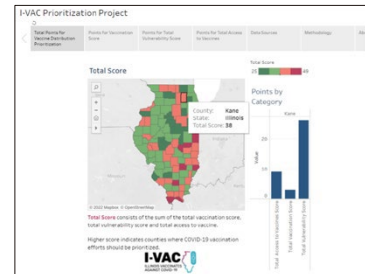 I-VAC Prioritization Project
Total Points for
Vaccine Distribution
Prioritization
Points for Vaccination
Score
Points for Total
Vulnerability Score
Points for Total Access
to Vaccines
Data Sources
Methodology
Total Score
Total Score
25
49
County: Kane
State: Illinois
Total Score: 38
Points by
Category
Kane
20
10
0
Value
Total Access to Vaccines Score
Total Vaccination Score
Total Vulnerability Score
© 2022 Mapbox © OpenStreetMap
Total Score consists of the sum of the total vaccination score,
total vulnerability score and total access to vaccine.
Higher score indicates counties where COVID-19 vaccination
efforts should be prioritized.
I-VAC
ILLINOIS VACCINATES
AGAINST COVID-19